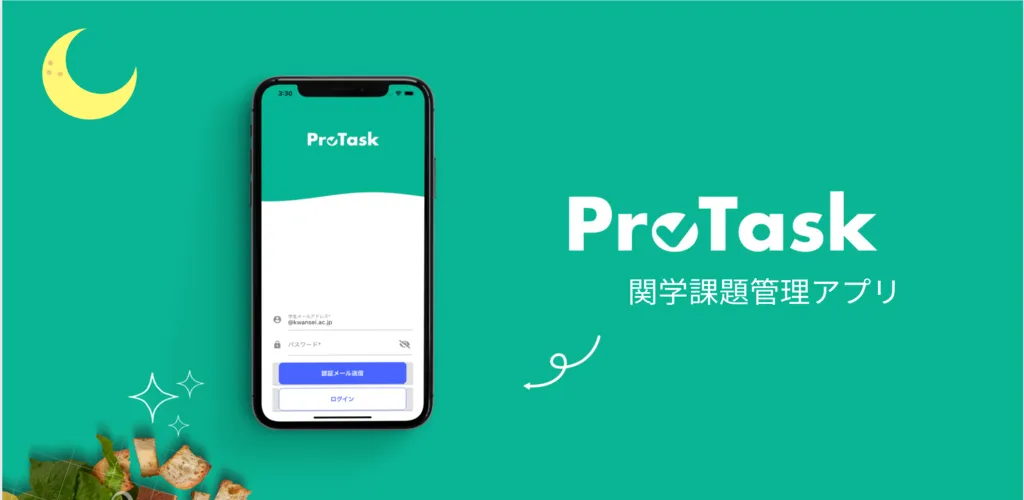 3:30
ProTask
学生メールアドレス*
@kwansei.ac.jp
パスワード*
認証メール送信
ログイン
ProTask
関学課題管理アプリ